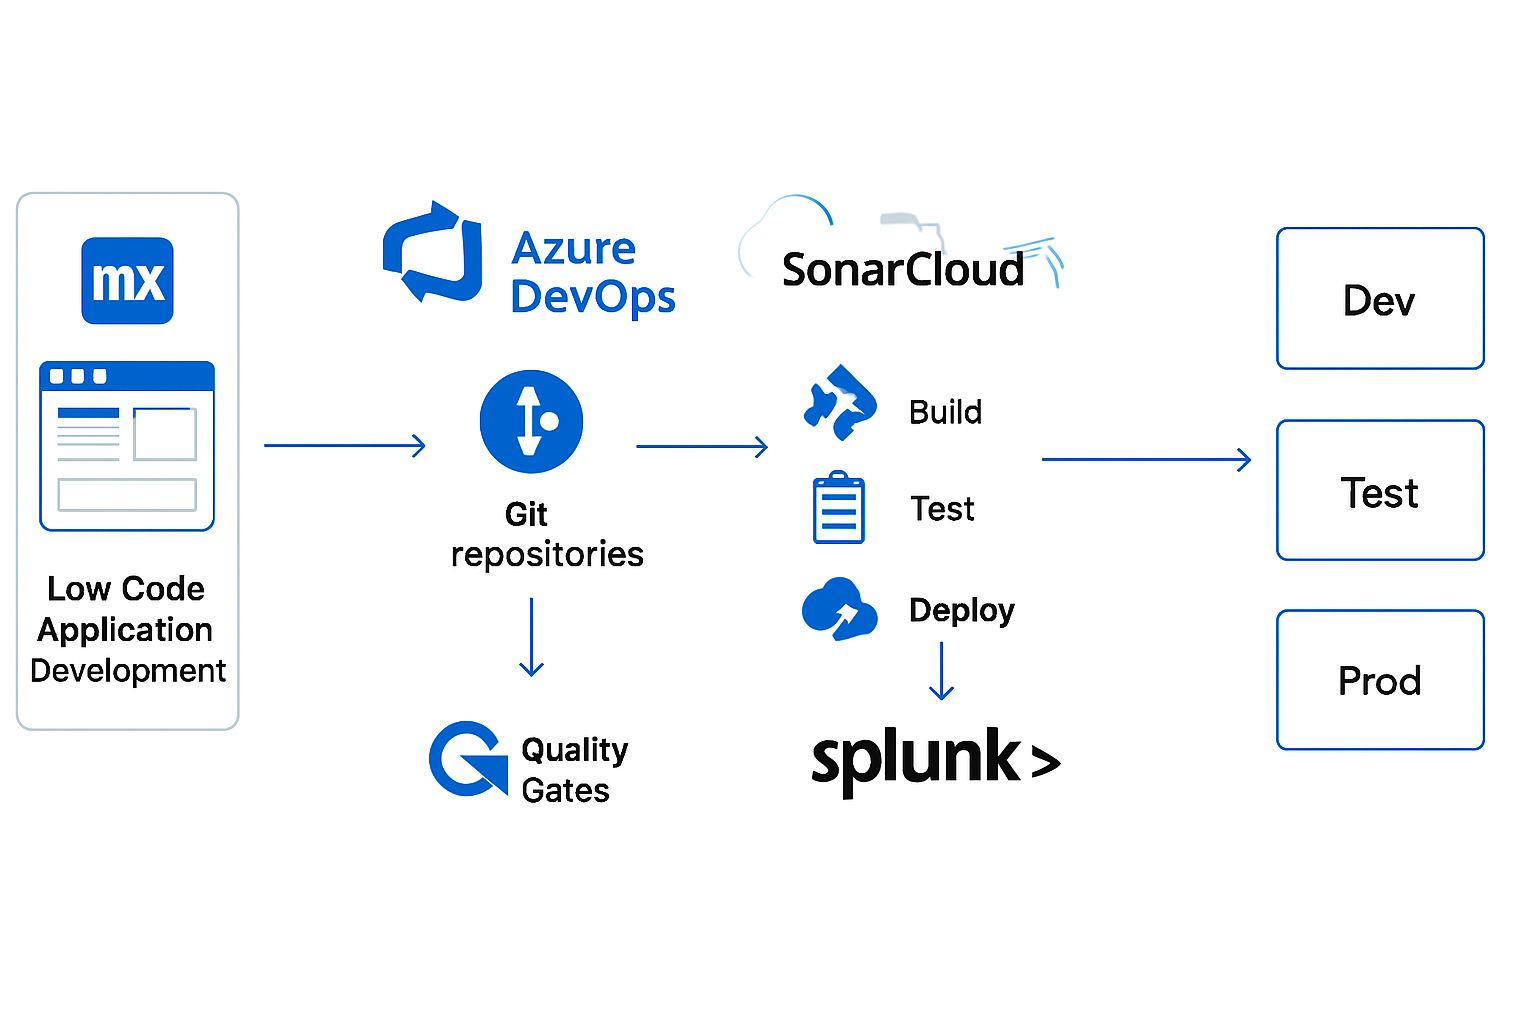 mx
Low Code
Application
Development
Azure
DevOps
Git
repositories
Quality
Gates
SonarCloud
Build
Test
Deploy
splunk>
Dev
Test
Prod